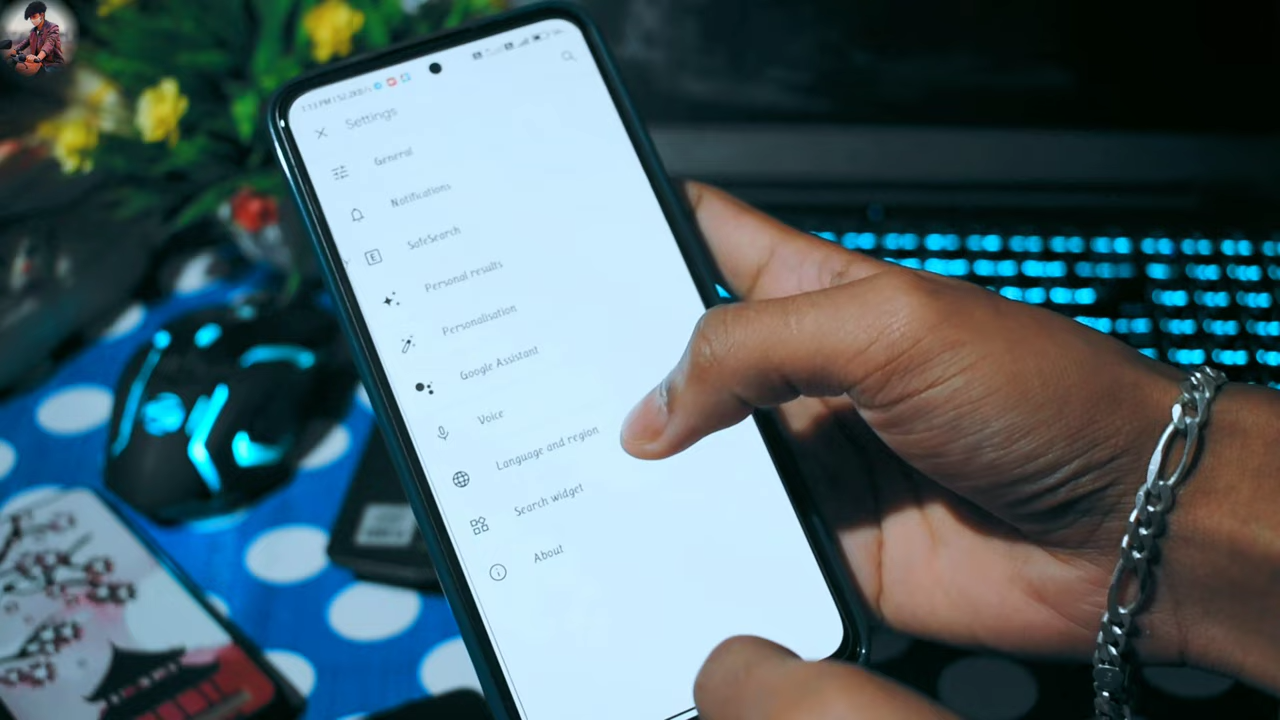 Settings
General
Notifications
SafeSearch
Personal results
Personalisation
Google Assistant
Voice
Language and region
Search widget
About